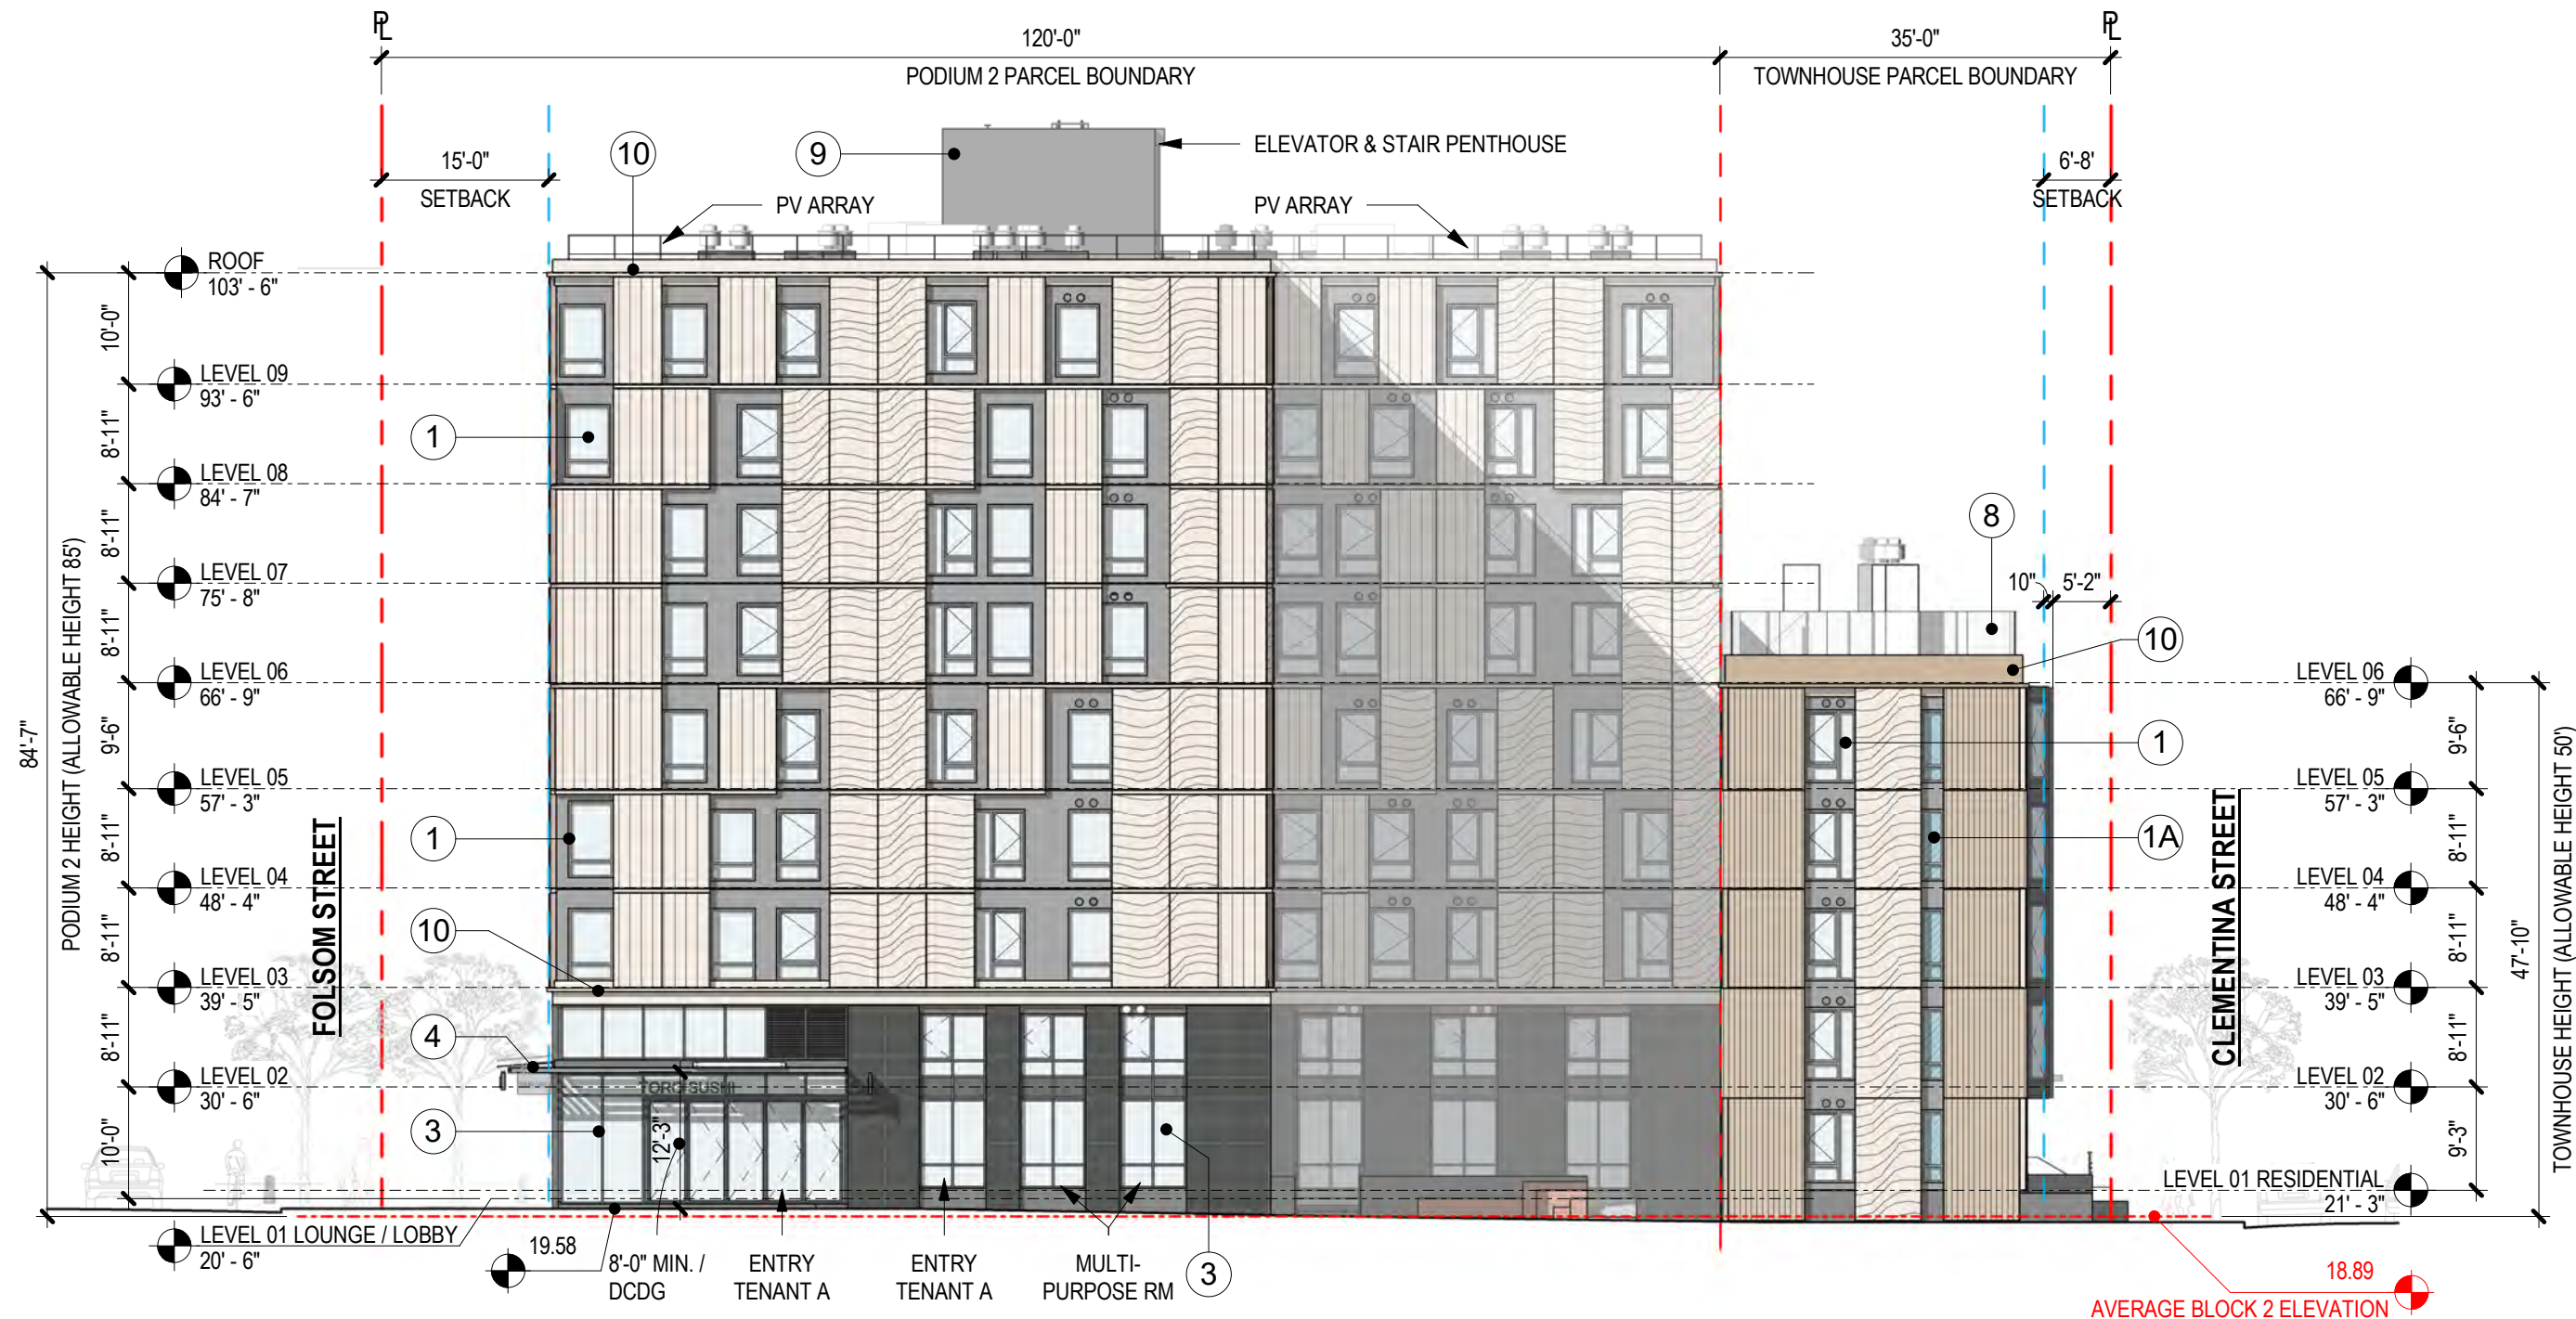 PL
120'-0"
PODIUM 2 PARCEL BOUNDARY
35'-0"
TOWNHOUSE PARCEL BOUNDARY
PL
15'-0"
SETBACK
10
9
ELEVATOR & STAIR PENTHOUSE
6'-8'
SETBACK
PV ARRAY
PV ARRAY
ROOF
103' - 6"
10'-0"
LEVEL 09
93' - 6"
8'-11"
1
LEVEL 08
84' - 7"
8'-11"
LEVEL 07
75' - 8"
8'-11"
LEVEL 06
66' - 9"
9'-6"
LEVEL 05
57' - 3"
8'-11"
1
LEVEL 04
48' - 4"
8'-11"
10
LEVEL 03
39' - 5"
8'-11"
4
LEVEL 02
30' - 6"
10'-0"
3
LEVEL 01 LOUNGE / LOBBY
20' - 6"
84'-7"
PODIUM 2 HEIGHT (ALLOWABLE HEIGHT 85')
FOLSOM STREET
TORO SUSHI
12'-3"
19.58
8'-0" MIN. /
DCDG
ENTRY
TENANT A
ENTRY
TENANT A
MULTI-
PURPOSE RM
3
8
10"
5'-2"
10
LEVEL 06
66' - 9"
9'-6"
1
LEVEL 05
57' - 3"
8'-11"
1A
LEVEL 04
48' - 4"
8'-11"
LEVEL 03
39' - 5"
8'-11"
LEVEL 02
30' - 6"
9'-3"
LEVEL 01 RESIDENTIAL
21' - 3"
CLEMENTINA STREET
47'-10"
TOWNHOUSE HEIGHT (ALLOWABLE HEIGHT 50')
18.89
AVERAGE BLOCK 2 ELEVATION